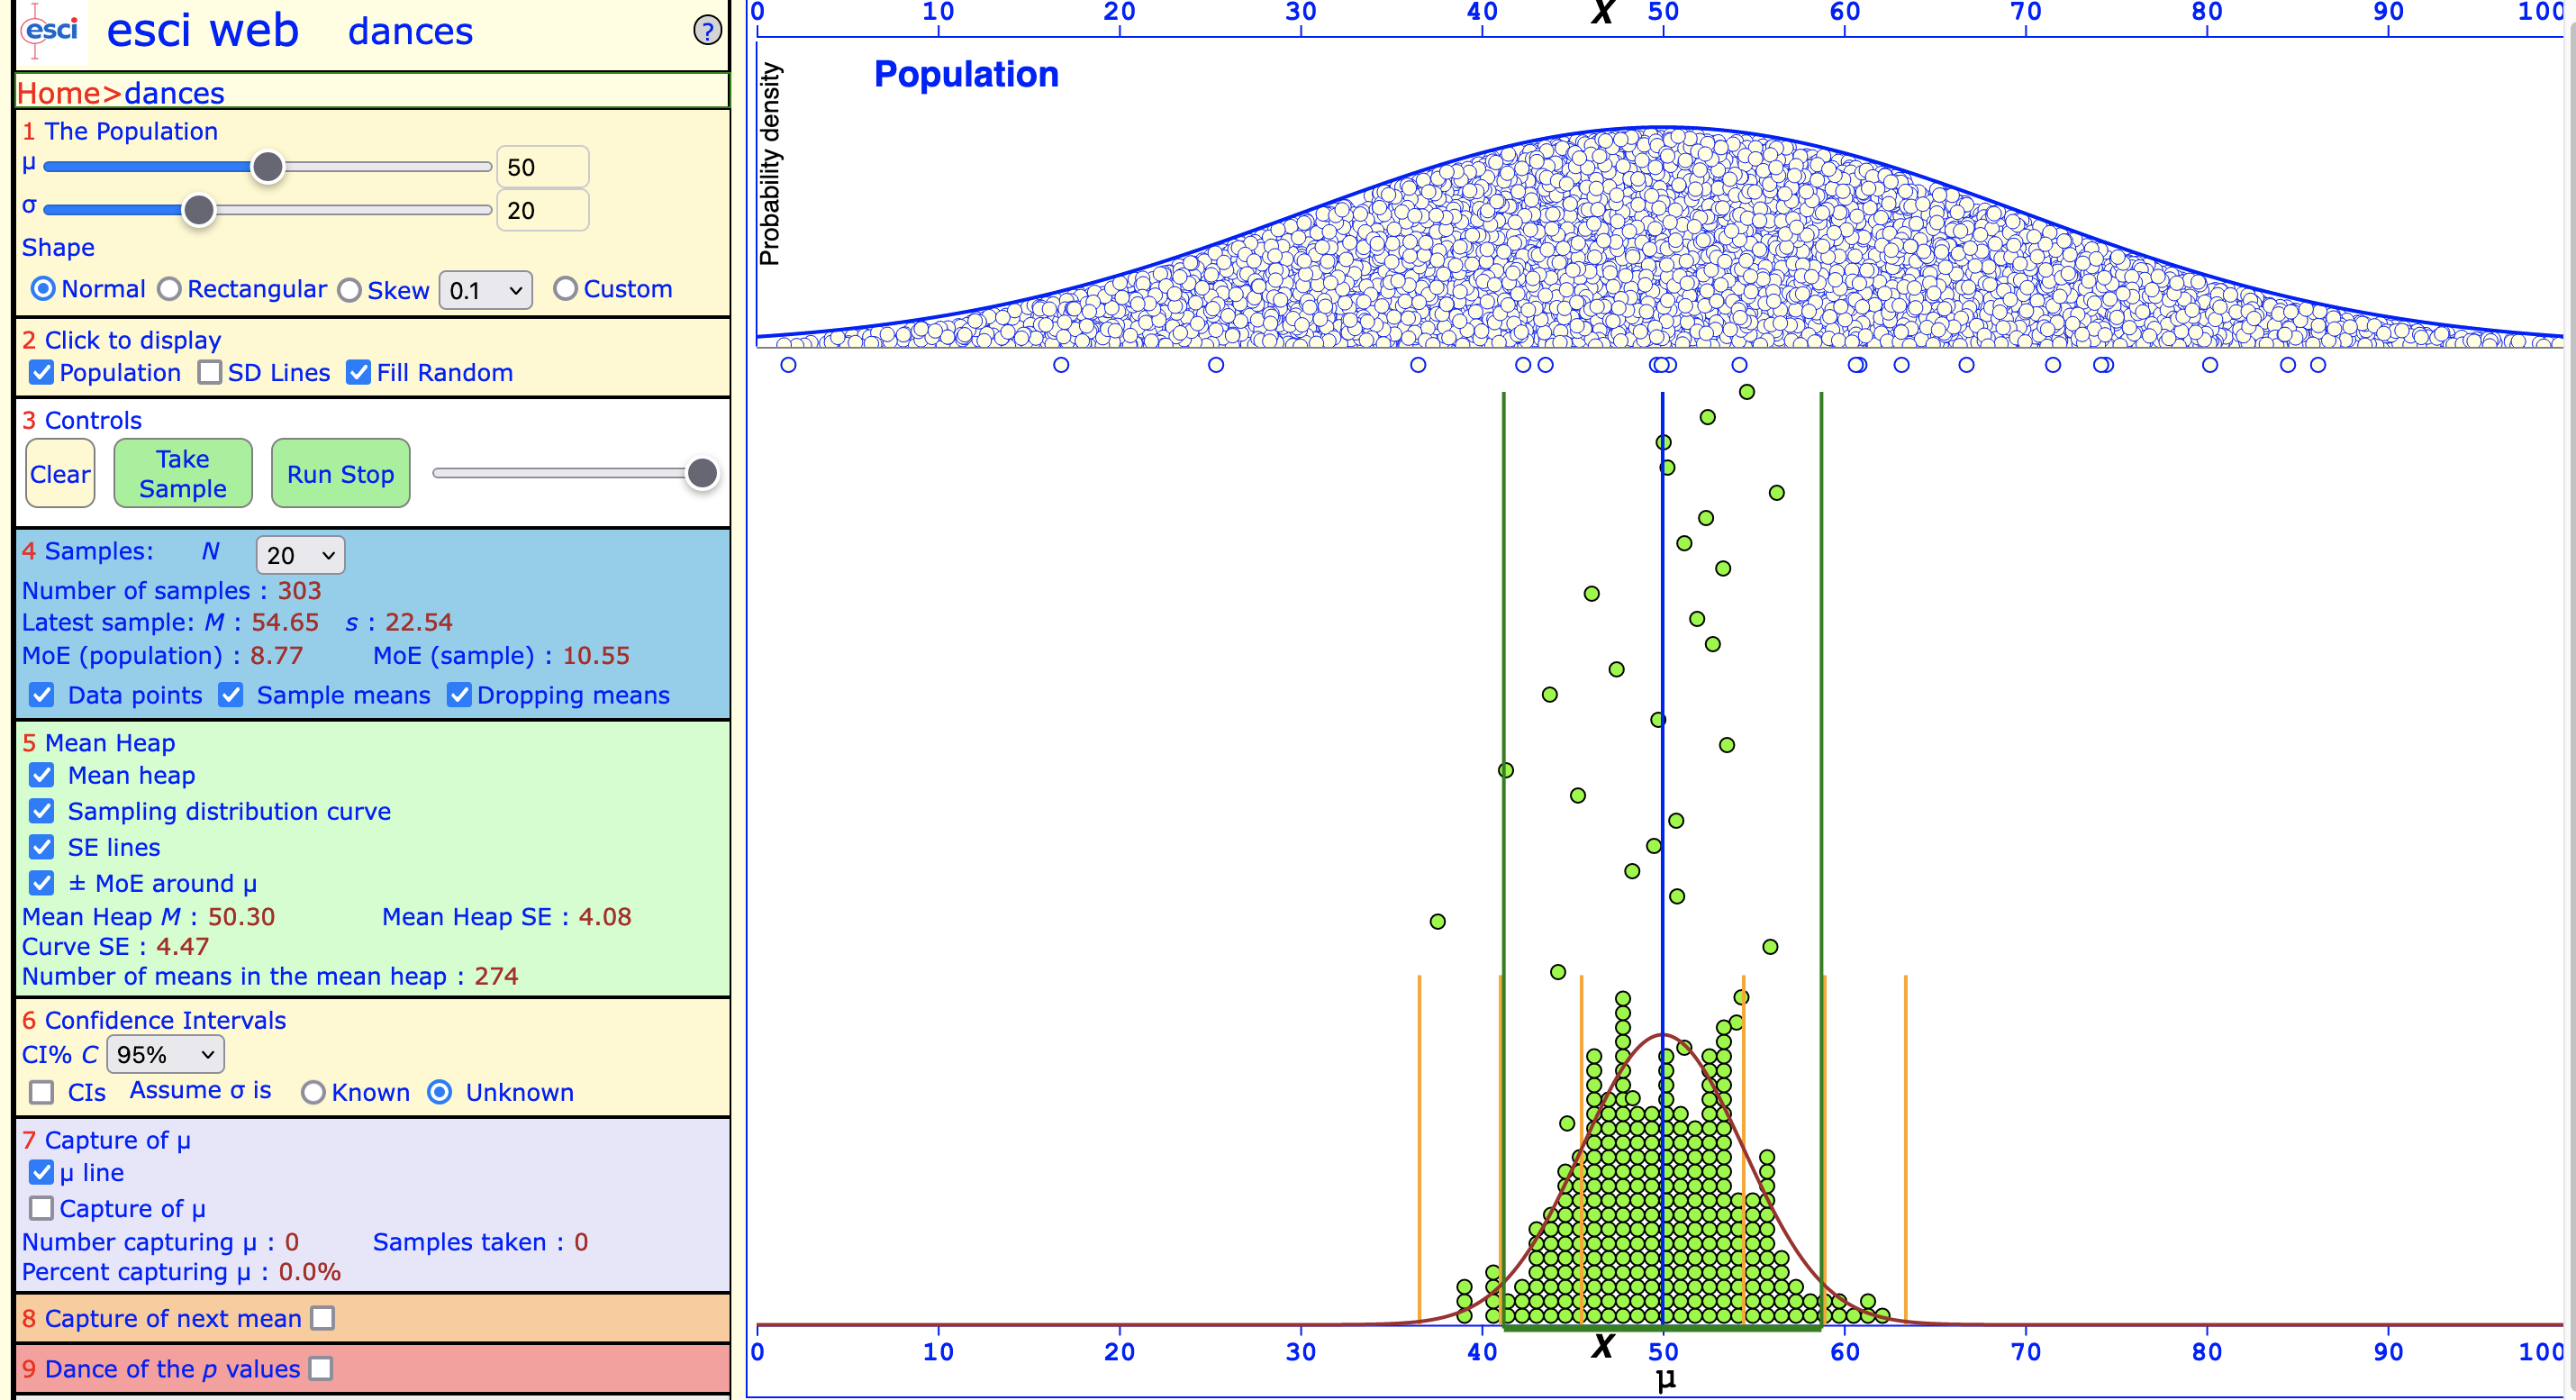 esci esci web dances ?
Home>dances
1 The Population
μ 50
σ 20
Shape
Normal Rectangular Skew 0.1 Custom
2 Click to display
Population SD Lines Fill Random
3 Controls
Clear Take Sample Run Stop
4 Samples: N 20
Number of samples : 303
Latest sample: M : 54.65 s : 22.54
MoE (population) : 8.77 MoE (sample) : 10.55
Data points Sample means Dropping means
5 Mean Heap
Mean heap
Sampling distribution curve
SE lines
± MoE around μ
Mean Heap M : 50.30 Mean Heap SE : 4.08
Curve SE : 4.47
Number of means in the mean heap : 274
6 Confidence Intervals
CI% C 95%
CIs Assume σ is Known Unknown
7 Capture of μ
μ line
Capture of μ
Number capturing μ : 0 Samples taken : 0
Percent capturing μ : 0.0%
8 Capture of next mean
9 Dance of the p values
0 10 20 30 40 X 50 60 70 80 90 100
Population
Probability density
0 10 20 30 40 X 50 60 70 80 90 100
μ